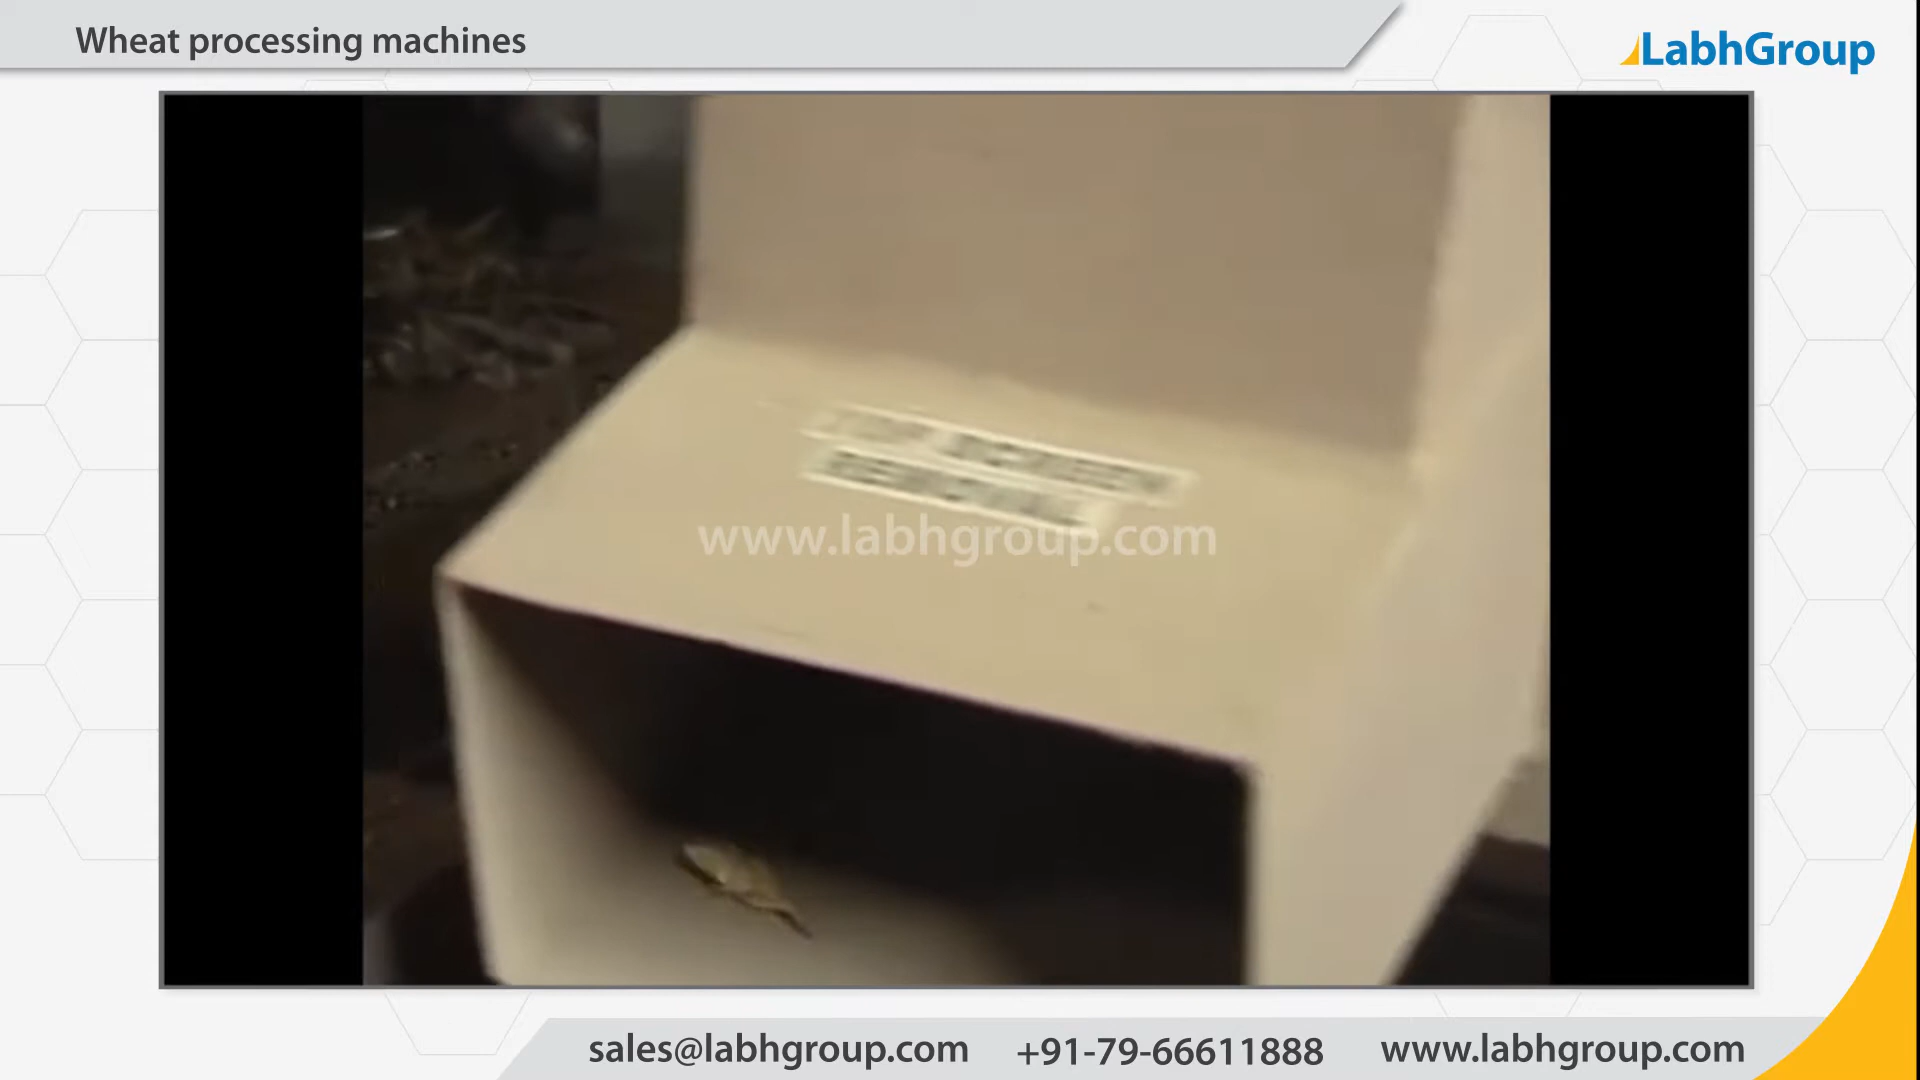 Wheat processing machines
LabhGroup
www.labhgroup.com
sales@labhgroup.com
+91-79-66611888
www.labhgroup.com